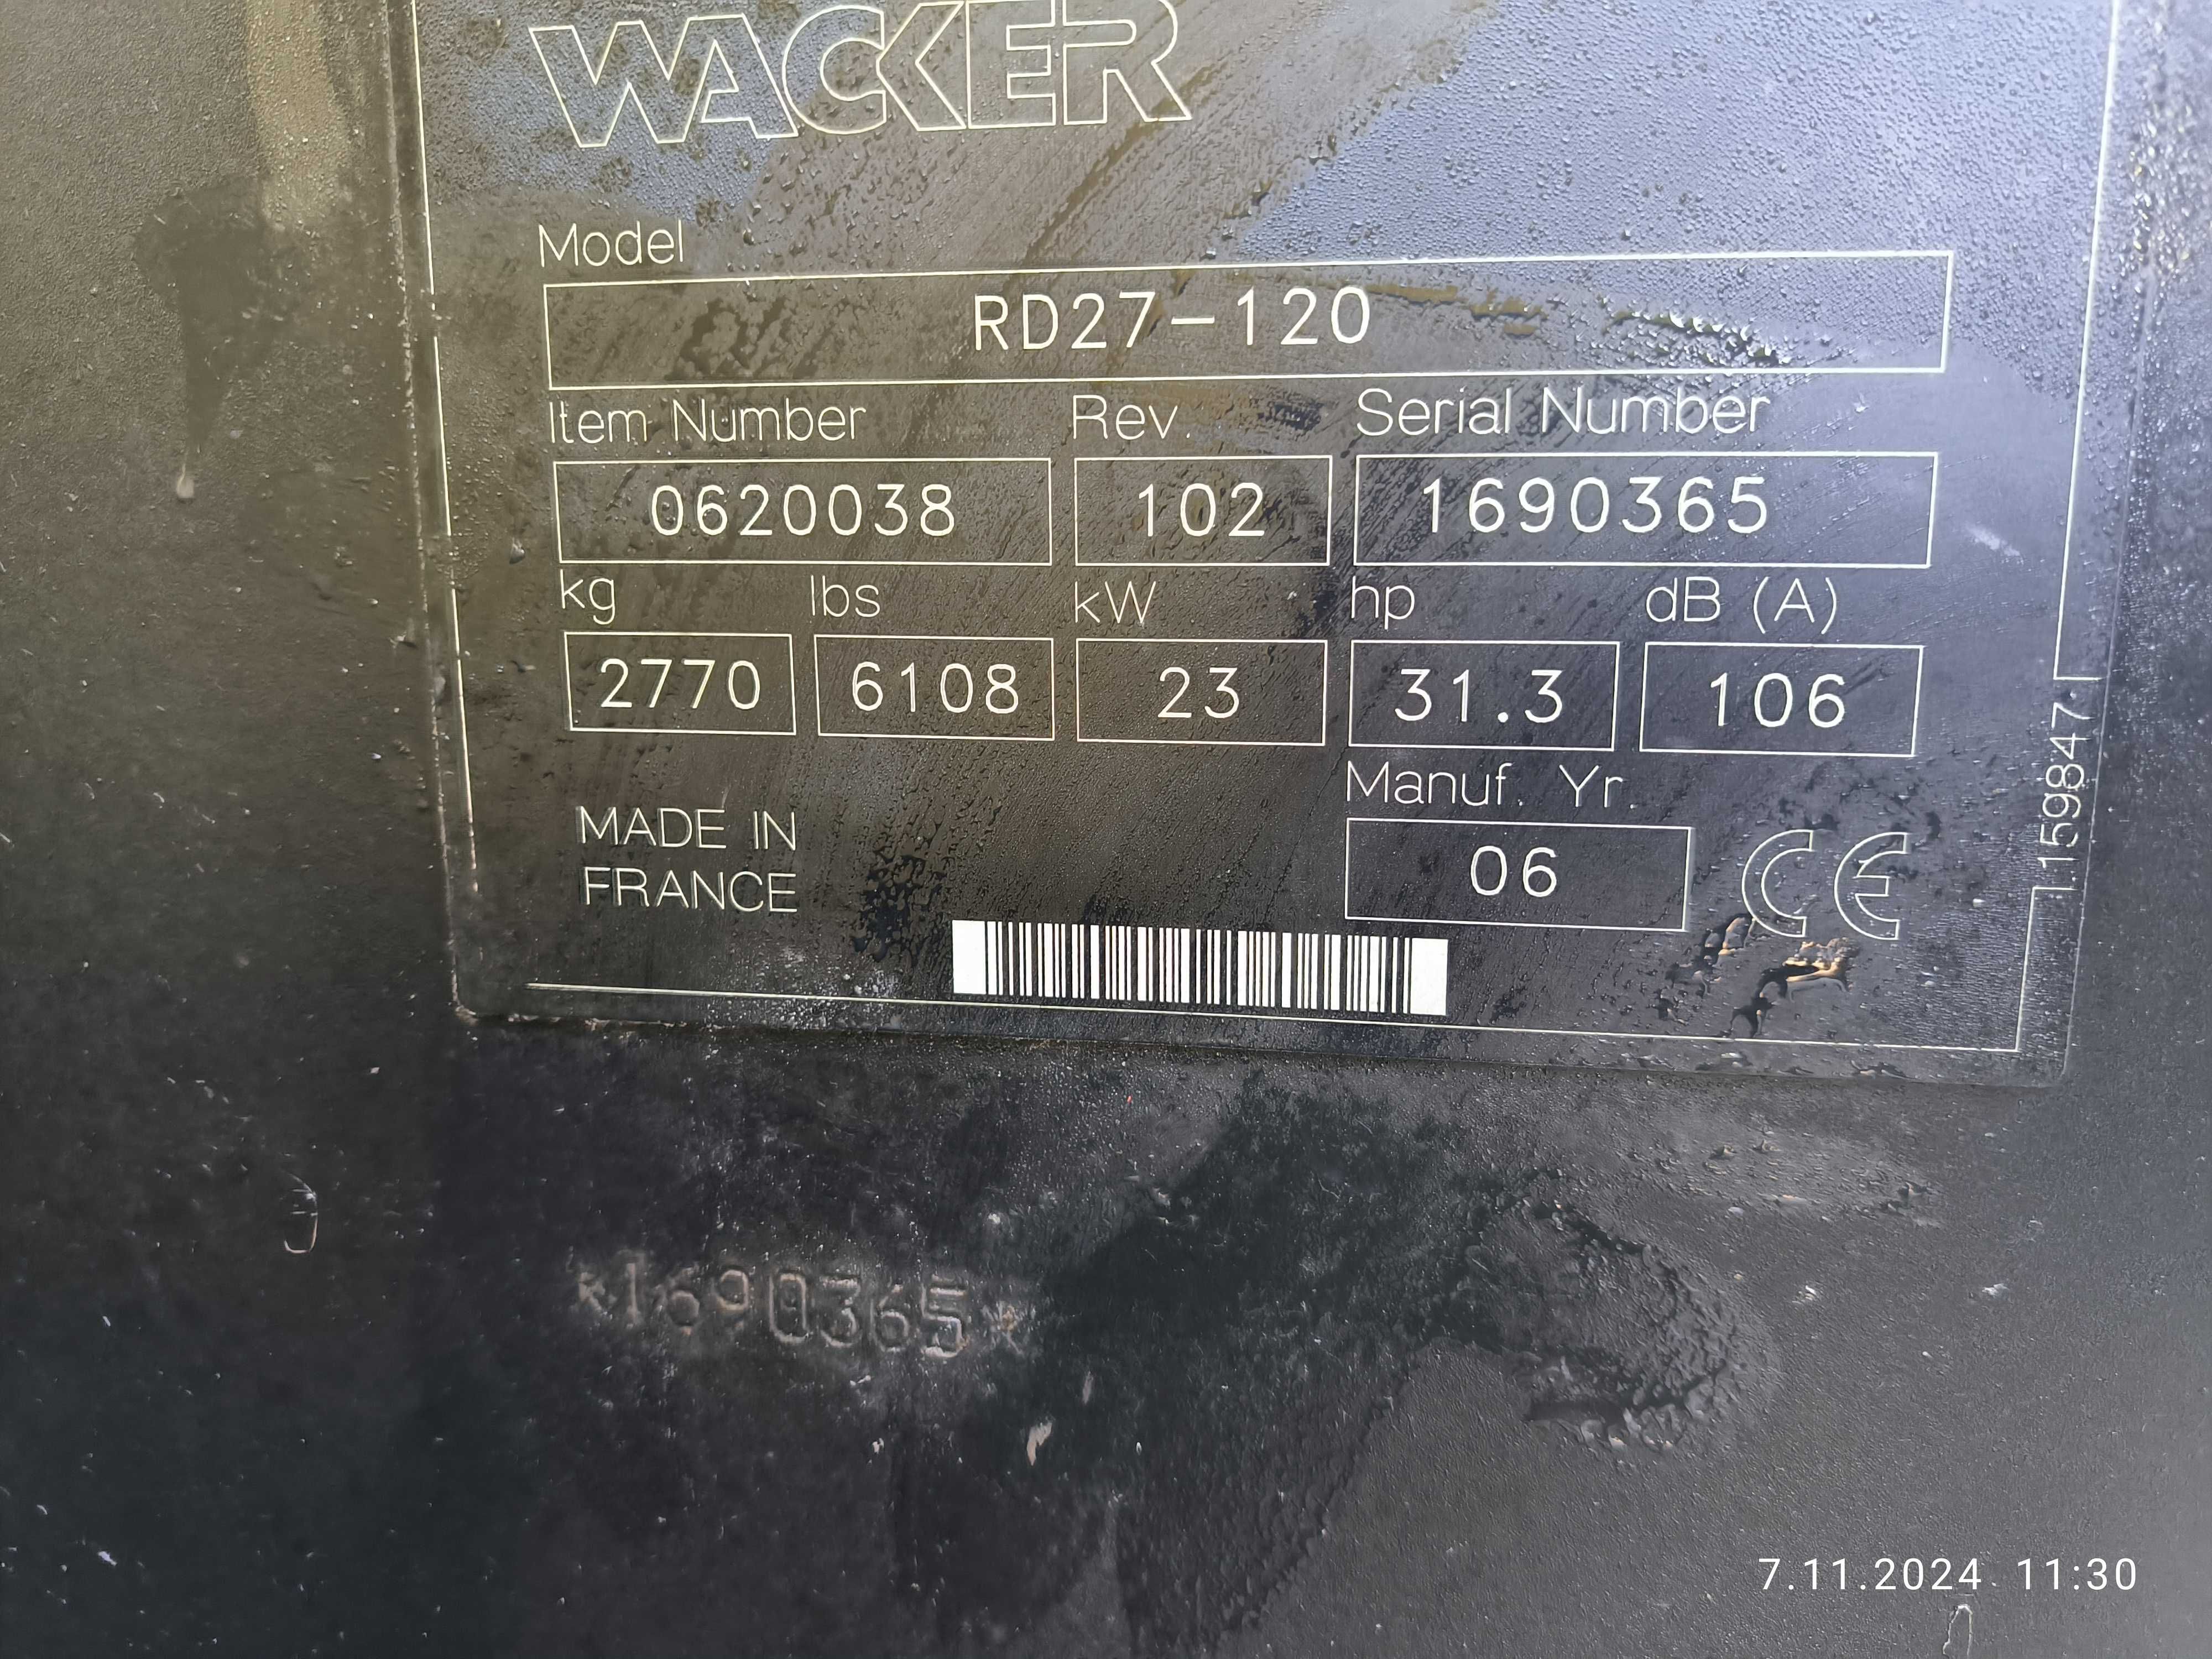 WACKER
Model
RD27-120
Item Number Rev. Serial Number
0620038 102 1690365
kg lbs kW hp dB (A)
2770 6108 23 31.3 106
Manuf. Yr.
MADE IN
FRANCE
06
CE
159847
*1690365*
7.11.2024 11:30